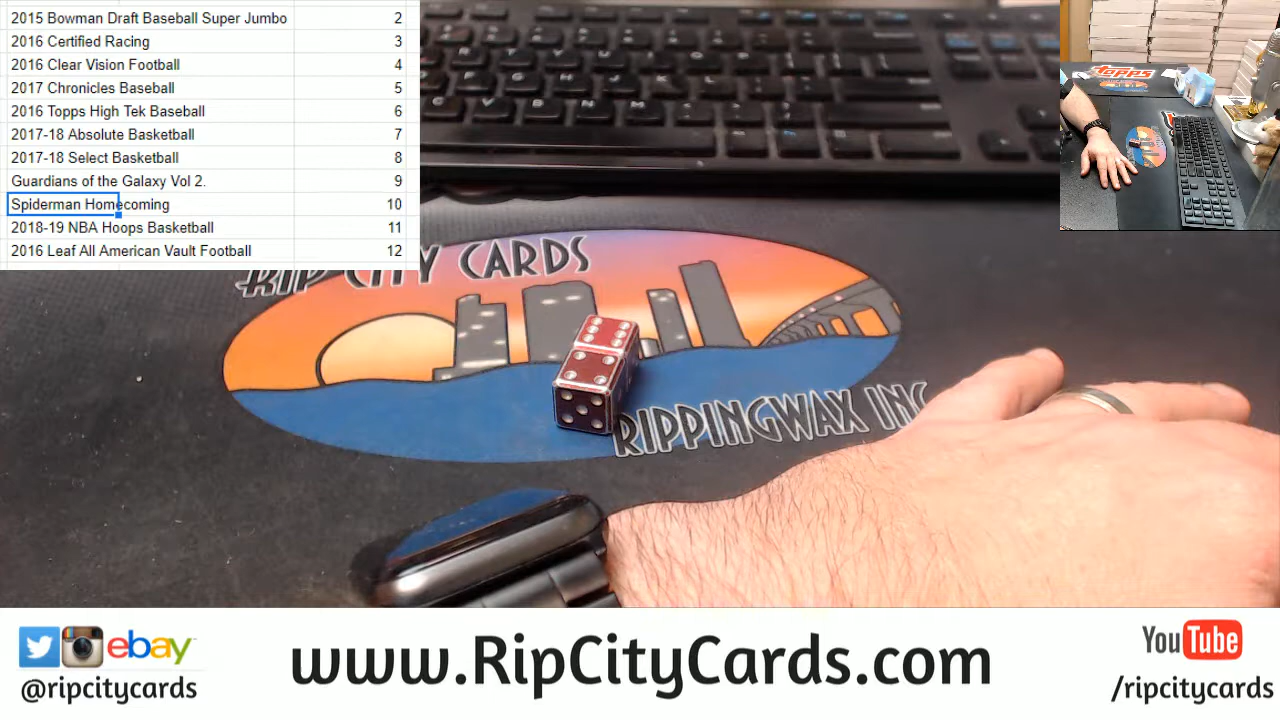 2015 Bowman Draft Baseball Super Jumbo 2
2016 Certified Racing 3
2016 Clear Vision Football 4
2017 Chronicles Baseball 5
2016 Topps High Tek Baseball 6
2017-18 Absolute Basketball 7
2017-18 Select Basketball 8
Guardians of the Galaxy Vol 2. 9
Spiderman Homecoming 10
2018-19 NBA Hoops Basketball 11
2016 Leaf All American Vault Football 12
topps
RIP CITY CARDS
RIPPINGWAX INC
ebay
@ripcitycards
www.RipCityCards.com
YouTube
/ripcitycards